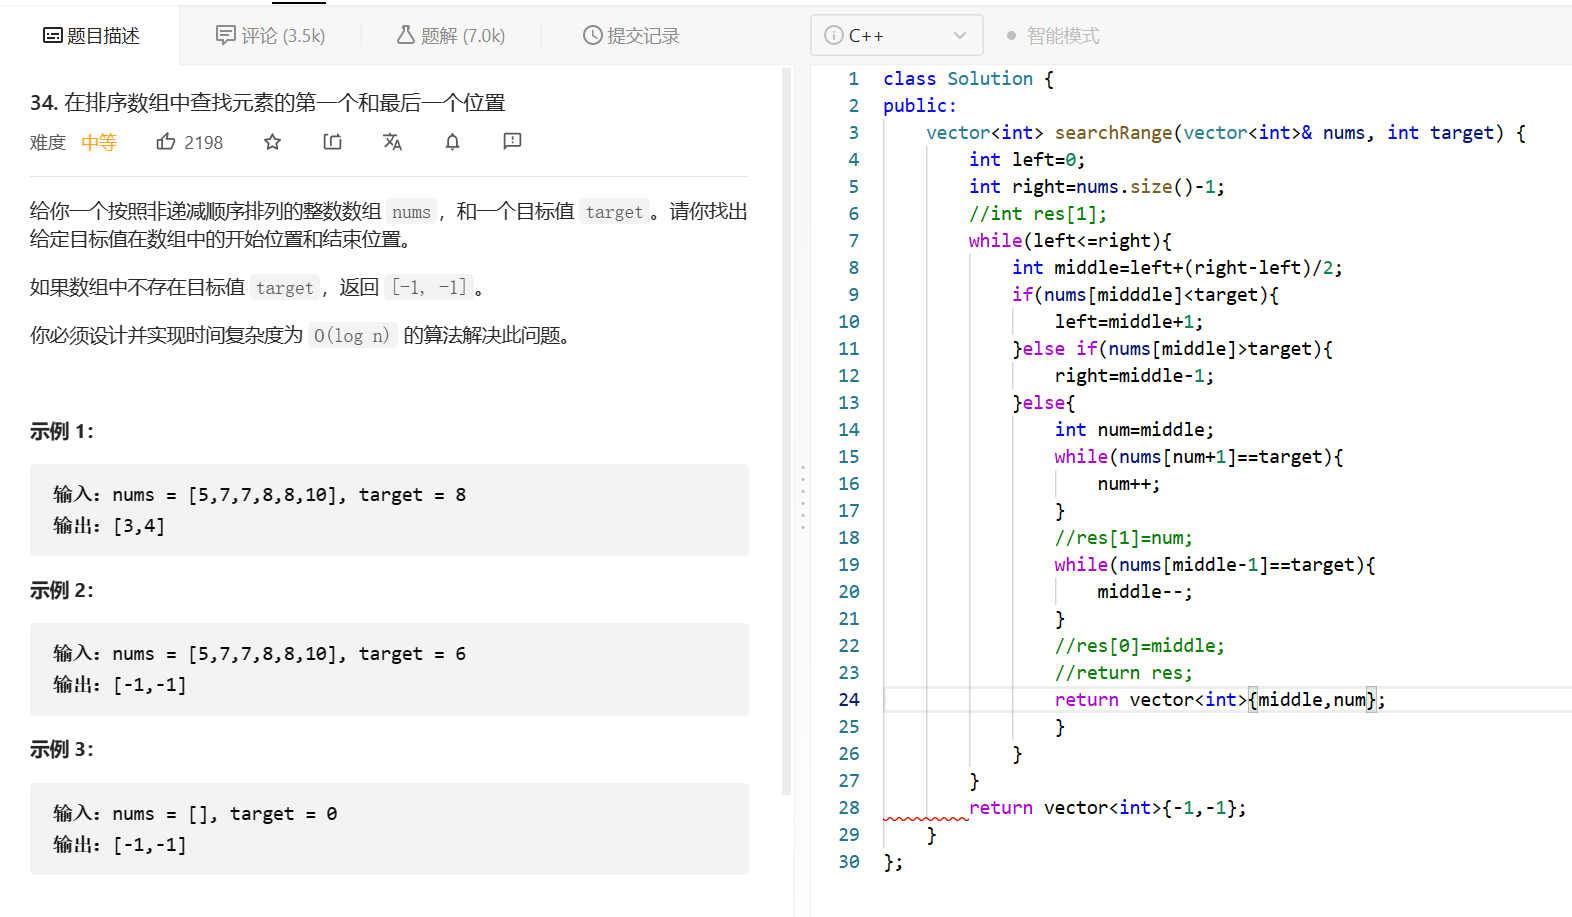 题目描述
评论 (3.5k)
题解 (7.0k)
提交记录
C++
智能模式
34. 在排序数组中查找元素的第一个和最后一个位置
难度 中等 2198
给你一个按照非递减顺序排列的整数数组 nums，和一个目标值 target。请你找出
给定目标值在数组中的开始位置和结束位置。
如果数组中不存在目标值 target，返回 [-1, -1]。
你必须设计并实现时间复杂度为 O(log n) 的算法解决此问题。
示例 1：
输入：nums = [5,7,7,8,8,10], target = 8
输出：[3,4]
示例 2：
输入：nums = [5,7,7,8,8,10], target = 6
输出：[-1,-1]
示例 3：
输入：nums = [], target = 0
输出：[-1,-1]
1 class Solution {
2 public:
3     vector<int> searchRange(vector<int>& nums, int target) {
4         int left=0;
5         int right=nums.size()-1;
6         //int res[1];
7         while(left<=right){
8             int middle=left+(right-left)/2;
9             if(nums[midddle]<target){
10                 left=middle+1;
11             }else if(nums[middle]>target){
12                 right=middle-1;
13             }else{
14                 int num=middle;
15                 while(nums[num+1]==target){
16                     num++;
17                 }
18                 //res[1]=num;
19                 while(nums[middle-1]==target){
20                     middle--;
21                 }
22                 //res[0]=middle;
23                 //return res;
24                 return vector<int>{middle,num};
25                 }
26             }
27         }
28         return vector<int>{-1,-1};
29     }
30 };